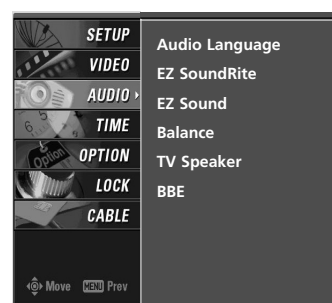 SETUP
VIDEO
AUDIO
TIME
OPTION
LOCK
CABLE
Move MENU Prev
Audio Language
EZ SoundRite
EZ Sound
Balance
TV Speaker
BBE
Option